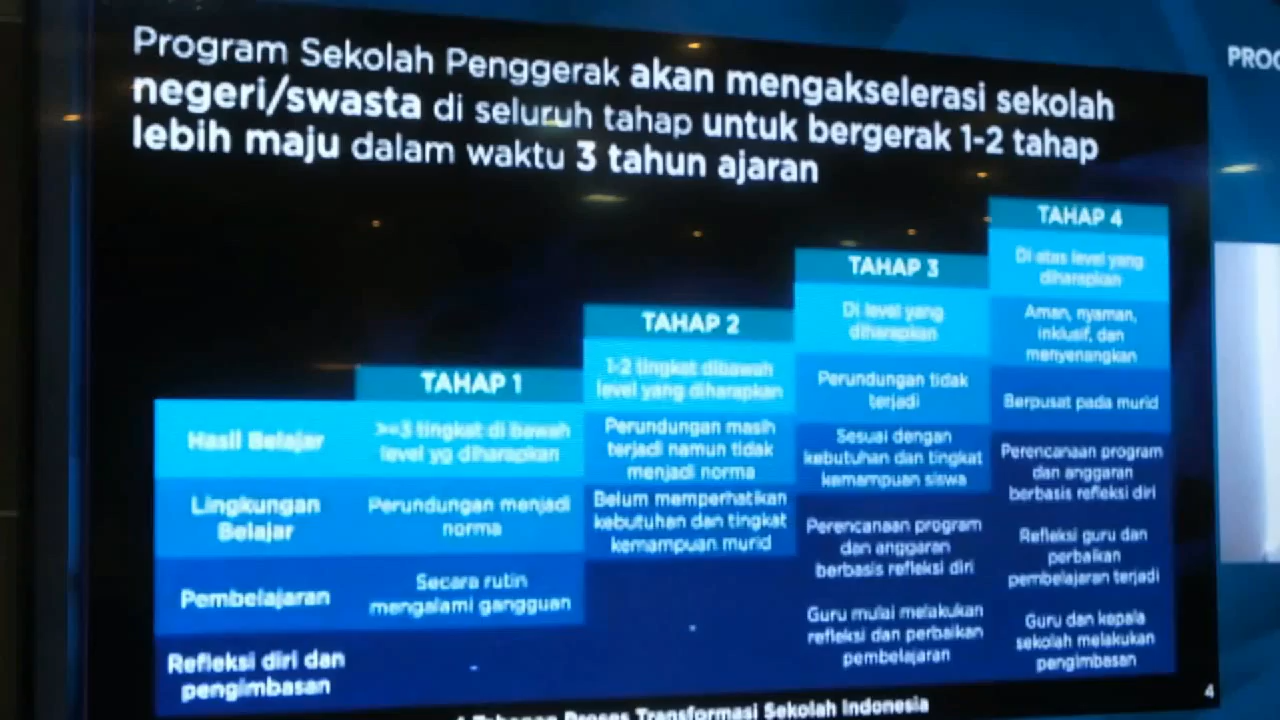 Program Sekolah Penggerak akan mengakselerasi sekolah
negeri/swasta di seluruh tahap untuk bergerak 1-2 tahap
lebih maju dalam waktu 3 tahun ajaran
PROG
TAHAP 1
TAHAP 2
TAHAP 3
TAHAP 4
Hasil Belajar
>=3 tingkat di bawah
level yg diharapkan
1-2 tingkat dibawah
level yang diharapkan
Di level yang
diharapkan
Di atas level yang
diharapkan
Lingkungan
Belajar
Perundungan menjadi
norma
Perundungan masih
terjadi namun tidak
menjadi norma
Perundungan tidak
terjadi
Aman, nyaman,
inklusif, dan
menyenangkan
Pembelajaran
Secara rutin
mengalami gangguan
Belum memperhatikan
kebutuhan dan tingkat
kemampuan murid
Sesuai dengan
kebutuhan dan tingkat
kemampuan siswa
Berpusat pada murid
Refleksi diri dan
pengimbasan
-
-
Perencanaan program
dan anggaran
berbasis refleksi diri
Guru mulai melakukan
refleksi dan perbaikan
pembelajaran
Perencanaan program
dan anggaran
berbasis refleksi diri
Refleksi guru dan
perbaikan
pembelajaran terjadi
Guru dan kepala
sekolah melakukan
pengimbasan
4
Tahapan Proses Transformasi Sekolah Indonesia